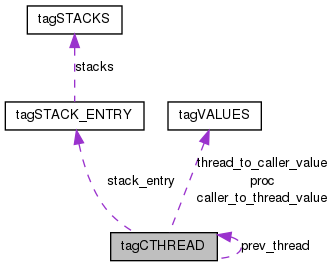 tagSTACKS
stacks
tagSTACK_ENTRY
tagVALUES
stack_entry
thread_to_caller_value
proc
caller_to_thread_value
tagCTHREAD
prev_thread